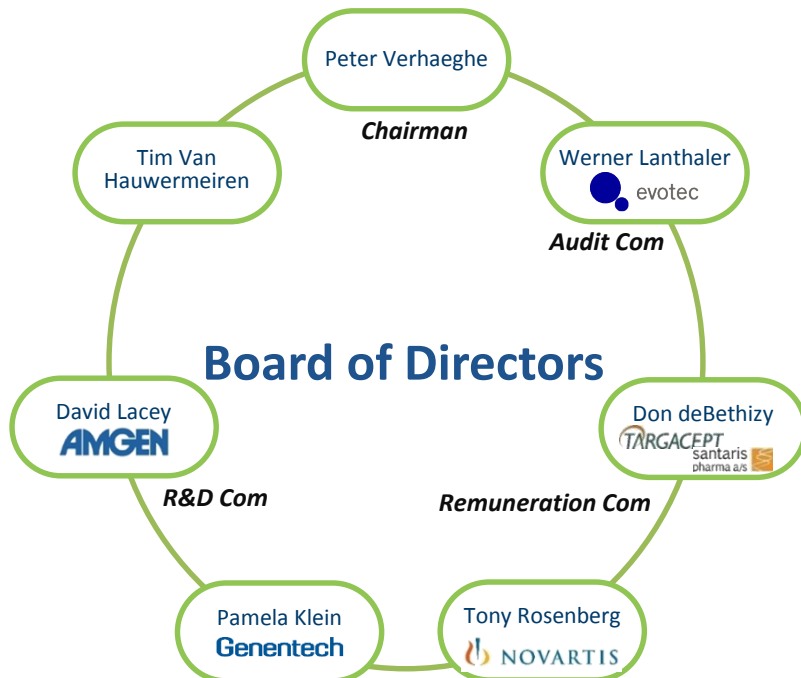 Peter Verhaeghe
Chairman
Tim Van
Hauwermeiren
Werner Lanthaler
evotec
Audit Com
Board of Directors
David Lacey
AMGEN
R&D Com
Don deBethizy
TARGACEPT
santaris
pharma a/s
Remuneration Com
Pamela Klein
Genentech
Tony Rosenberg
NOVARTIS